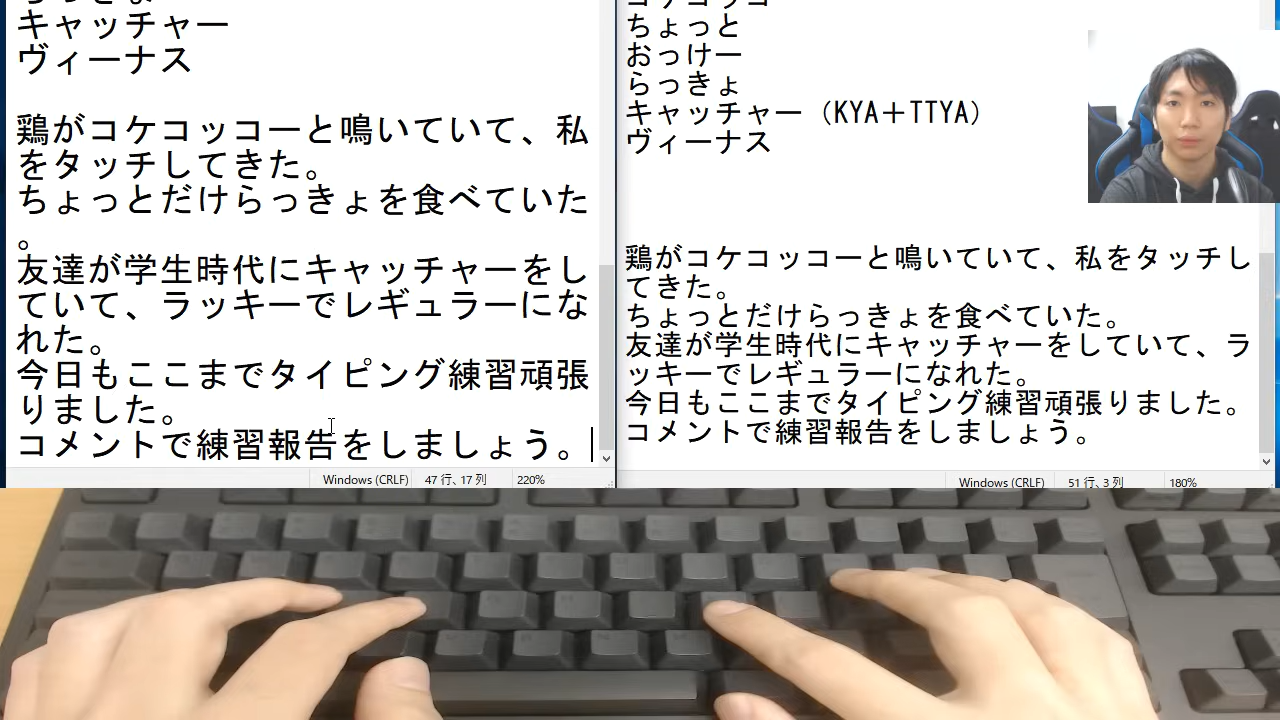 キャッチャー
ヴィーナス
鶏がコケコッコーと鳴いていて、私
をタッチしてきた。
ちょっとだけらっきょを食べていた
。
友達が学生時代にキャッチャーをし
ていて、ラッキーでレギュラーにな
れた。
今日もここまでタイピング練習頑張
りました。
コメントで練習報告をしましょう。
Windows (CRLF)
47 行、17 列
220%
ちょっと
おっけー
らっきょ
キャッチャー（KYA＋TTYA）
ヴィーナス
鶏がコケコッコーと鳴いていて、私をタッチし
てきた。
ちょっとだけらっきょを食べていた。
友達が学生時代にキャッチャーをしていて、ラ
ッキーでレギュラーになれた。
今日もここまでタイピング練習頑張りました。
コメントで練習報告をしましょう。
Windows (CRLF)
51 行、3 列
180%